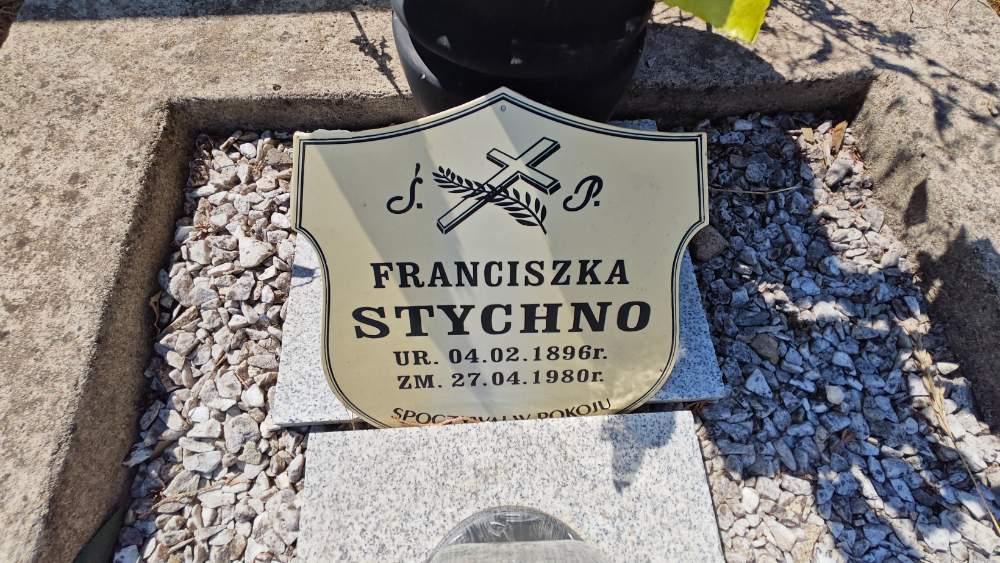 Ś. P.
FRANCISZKA
STYCHNO
UR. 04.02.1896r.
ZM. 27.04.1980r.
SPOCZYWAJ W POKOJU